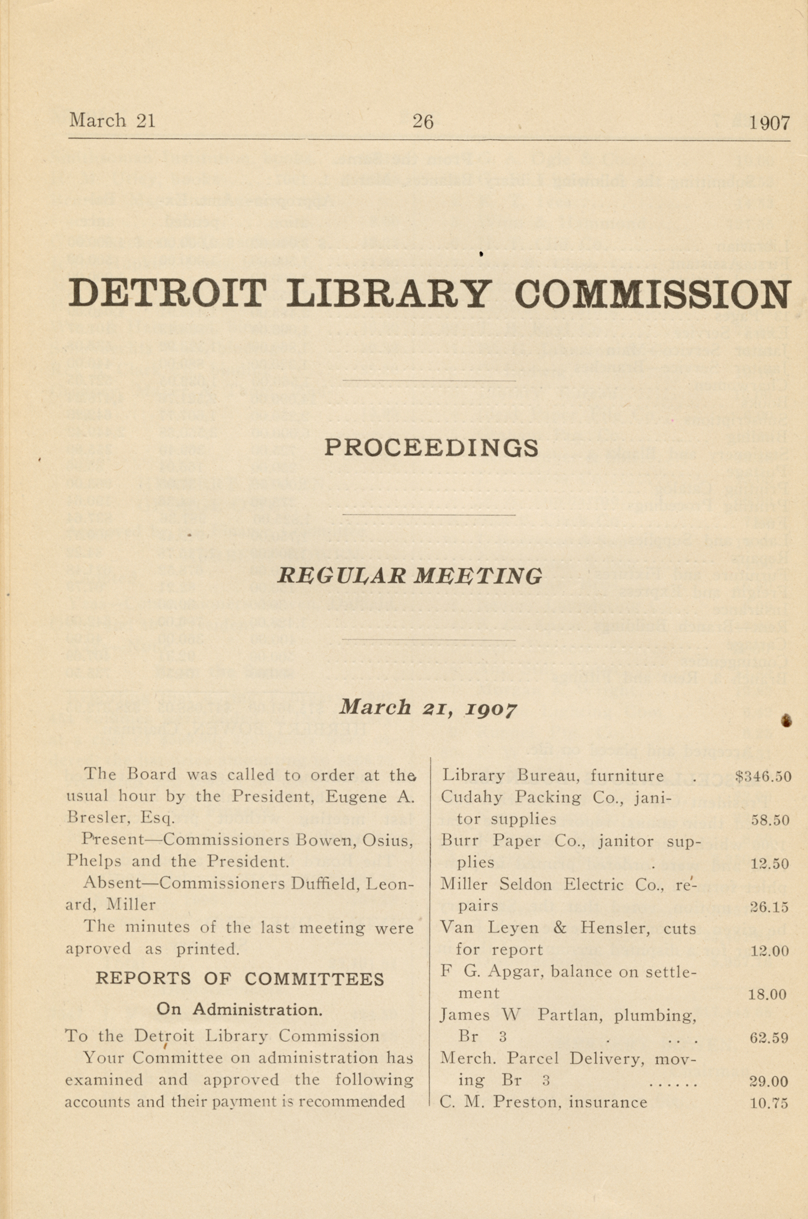 March 21 26 1907
DETROIT LIBRARY COMMISSION
PROCEEDINGS
REGULAR MEETING
March 21, 1907
The Board was called to order at the
usual hour by the President, Eugene A.
Bresler, Esq.
Present—Commissioners Bowen, Osius,
Phelps and the President.
Absent—Commissioners Duffield, Leon-
ard, Miller
The minutes of the last meeting were
aproved as printed.
REPORTS OF COMMITTEES
On Administration.
To the Detroit Library Commission
Your Committee on administration has
examined and approved the following
accounts and their payment is recommended
Library Bureau, furniture . $346.50
Cudahy Packing Co., jani-
tor supplies 58.50
Burr Paper Co., janitor sup-
plies . 12.50
Miller Seldon Electric Co., re-
pairs 26.15
Van Leyen & Hensler, cuts
for report 12.00
F G. Apgar, balance on settle-
ment 18.00
James W Partlan, plumbing,
Br 3 . . . . 62.59
Merch. Parcel Delivery, mov-
ing Br 3 ...... 29.00
C. M. Preston, insurance 10.75